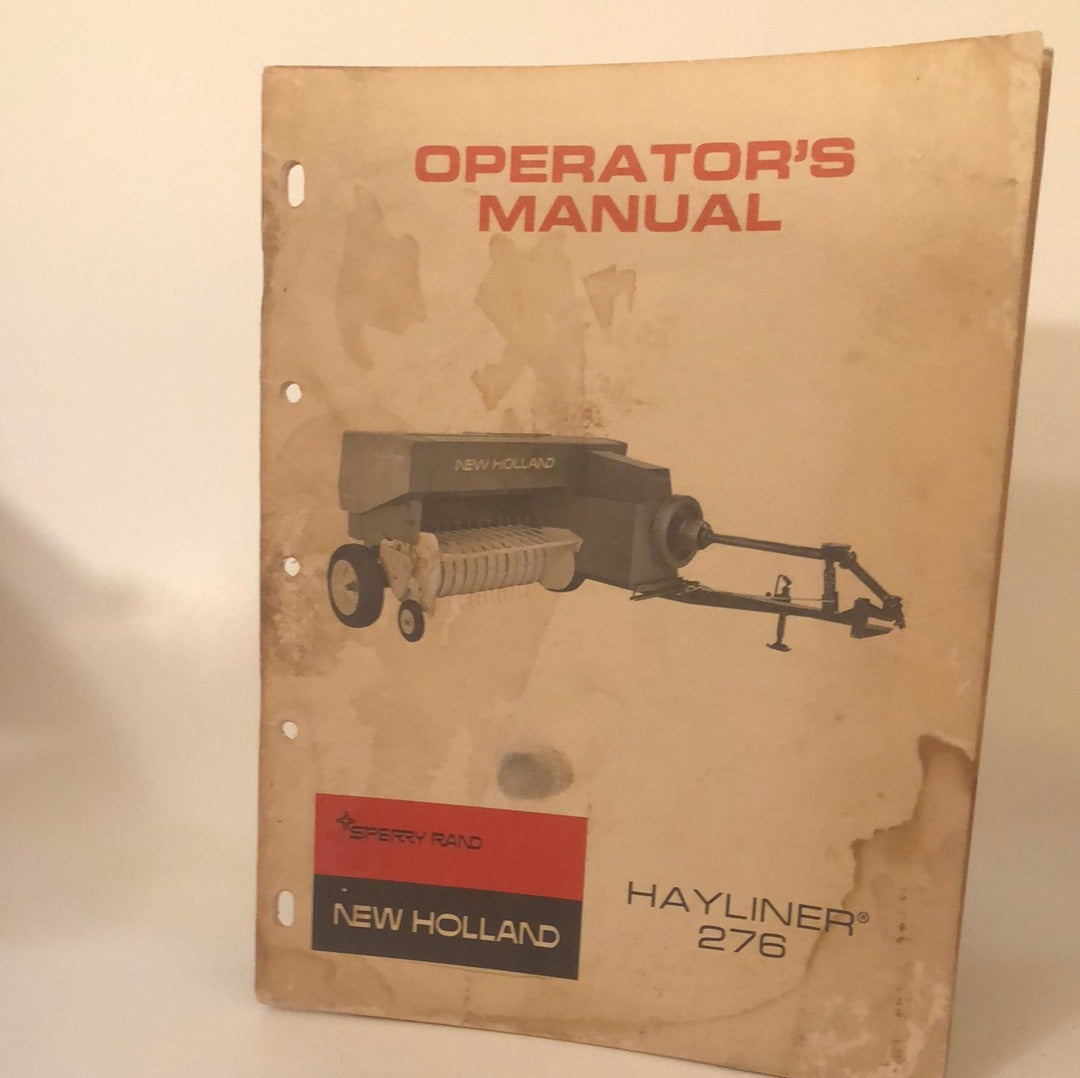 OPERATOR'S
MANUAL
NEW HOLLAND
SPERRY RAND
NEW HOLLAND
HAYLINER®
276